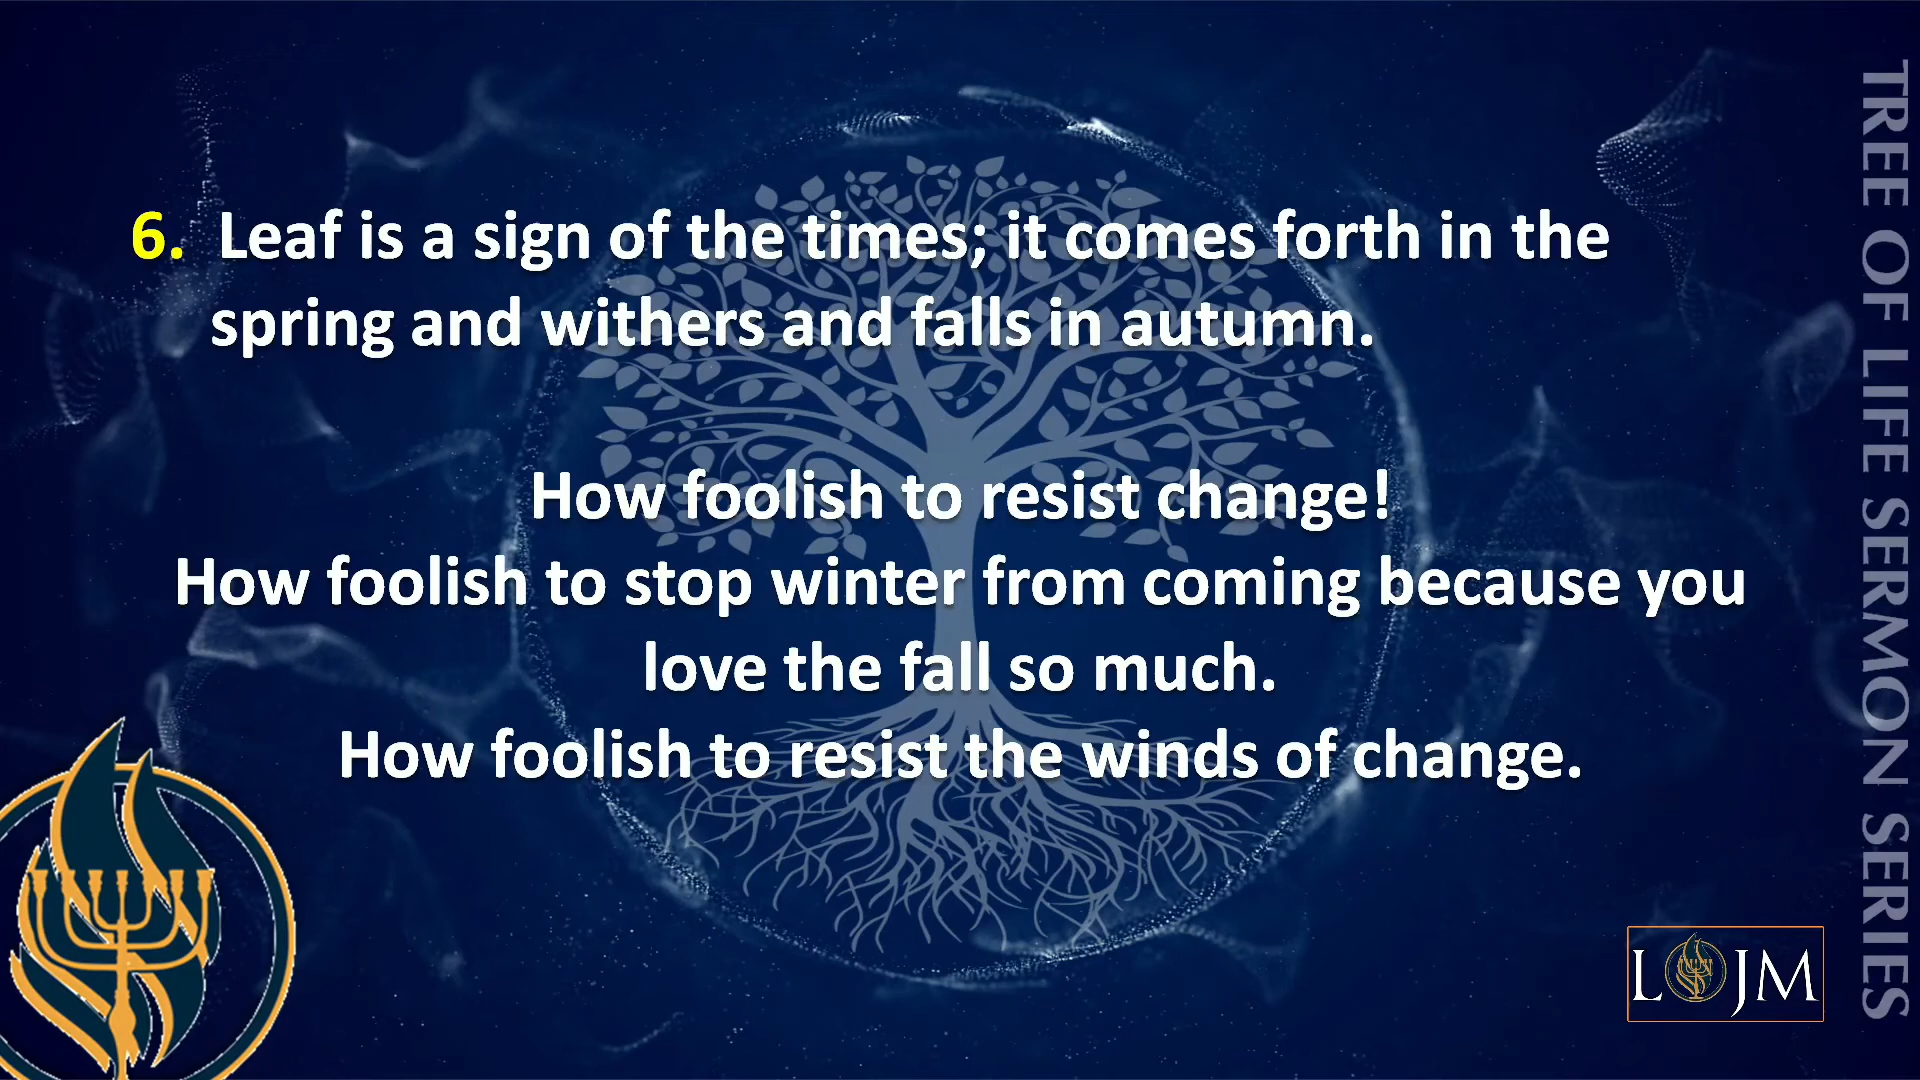 6. Leaf is a sign of the times; it comes forth in the
spring and withers and falls in autumn.
How foolish to resist change!
How foolish to stop winter from coming because you
love the fall so much.
How foolish to resist the winds of change.
TREE OF LIFE SERMON SERIES
L JM